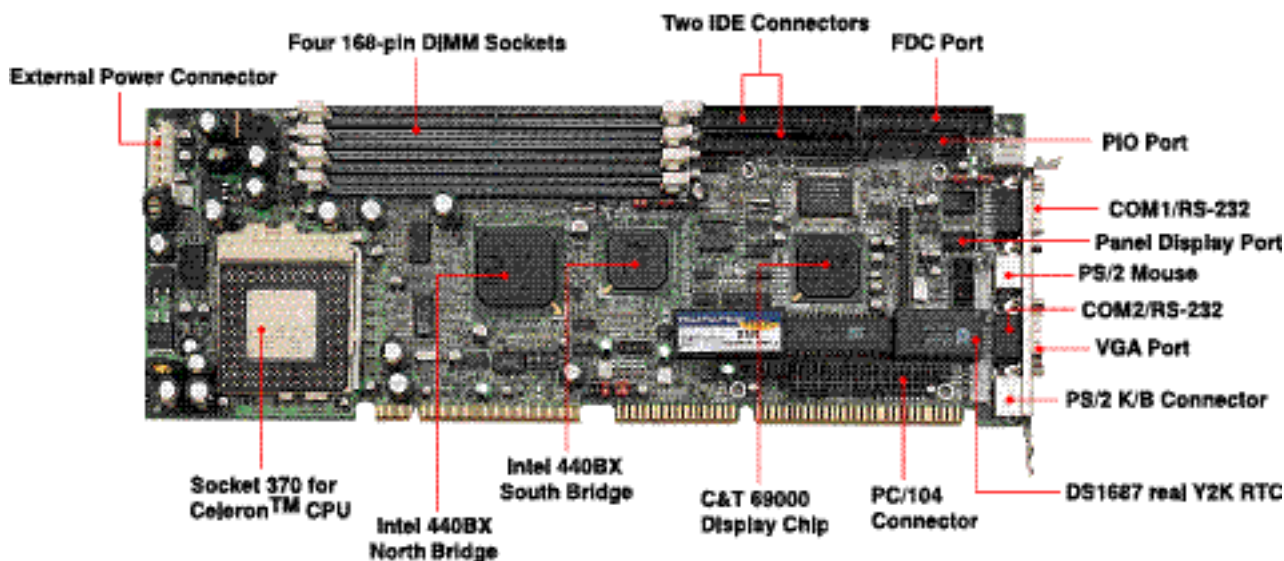 Two IDE Connectors
Four 168-pin DIMM Sockets
FDC Port
External Power Connector
PIO Port
COM1/RS-232
Panel Display Port
PS/2 Mouse
COM2/RS-232
VGA Port
PS/2 K/B Connector
Intel 440BX
South Bridge
Socket 370 for
Celeron™ CPU
C&T 69000
Display Chip
PC/104
Connector
DS1687 real Y2K RTC
Intel 440BX
North Bridge